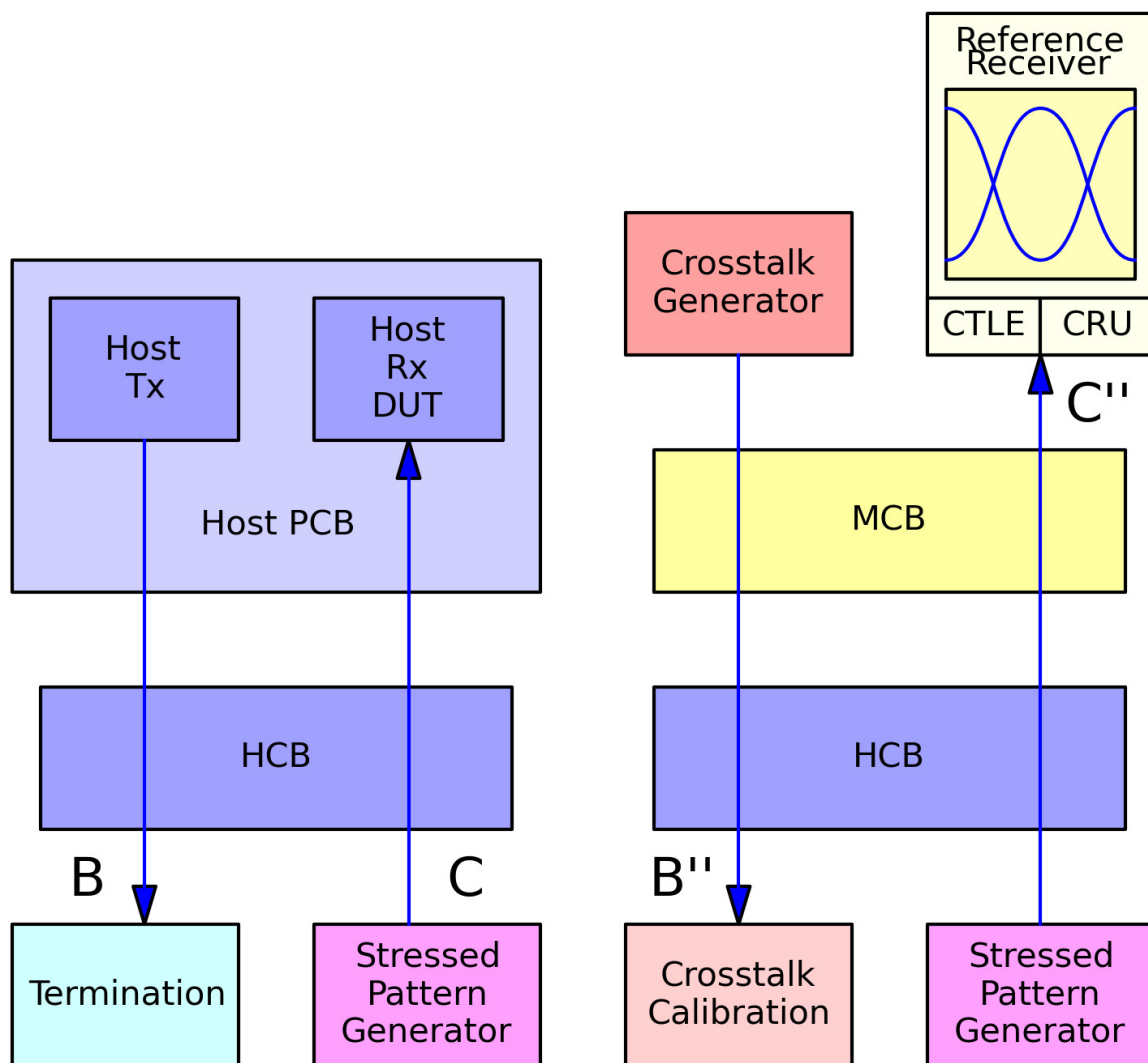 Reference
Receiver
CTLE
CRU
C''
Crosstalk
Generator
Host
Tx
Host
Rx
DUT
Host PCB
MCB
HCB
HCB
B
C
B''
Termination
Stressed
Pattern
Generator
Crosstalk
Calibration
Stressed
Pattern
Generator